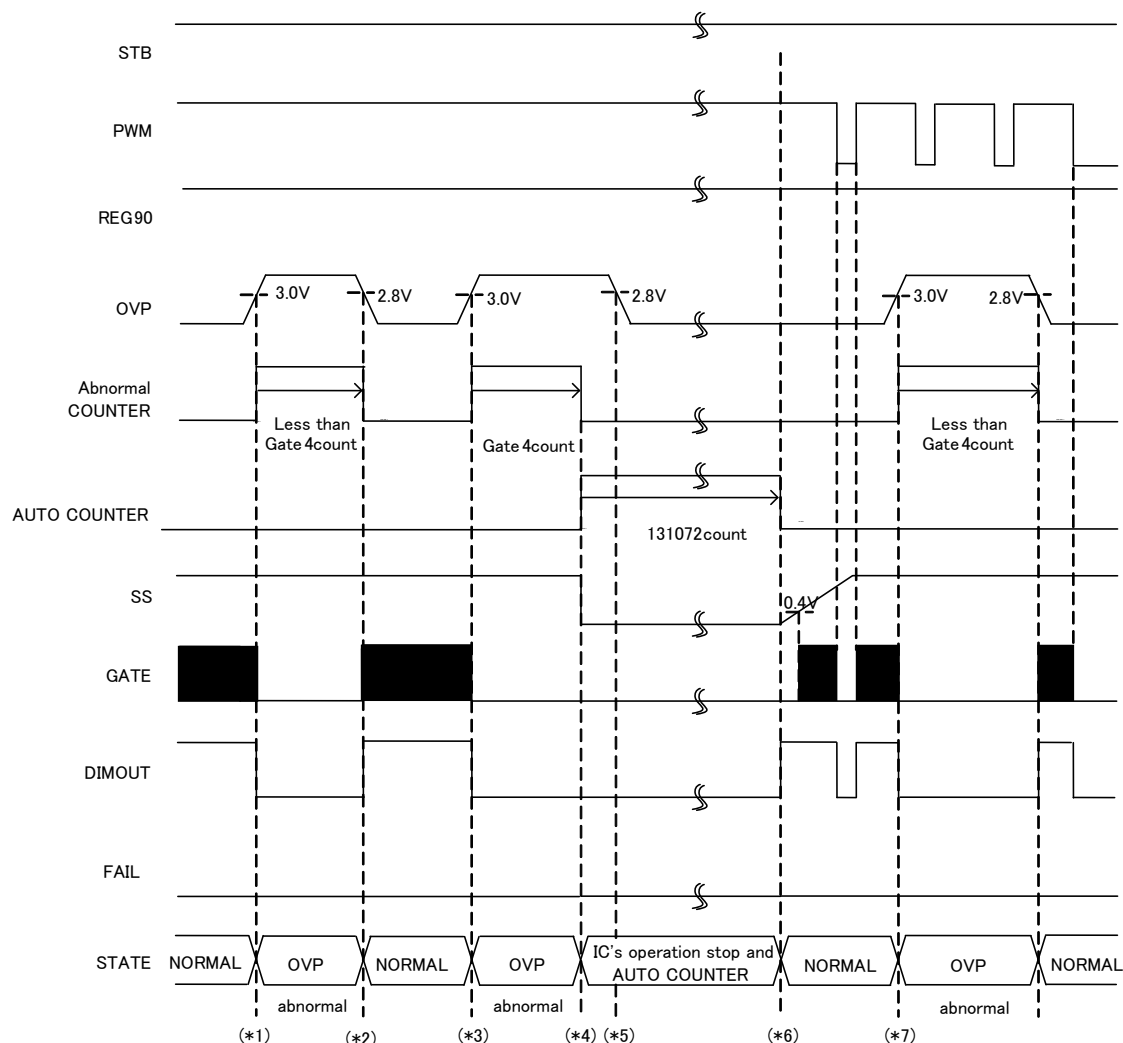 STB
PWM
REG90
OVP
3.0V
2.8V
3.0V
2.8V
3.0V
2.8V
Abnormal
COUNTER
Less than
Gate 4count
Gate 4count
Less than
Gate 4count
AUTO COUNTER
131072count
SS
0.4V
GATE
DIMOUT
FAIL
STATE
NORMAL
OVP
NORMAL
OVP
IC's operation stop and
AUTO COUNTER
NORMAL
OVP
NORMAL
abnormal
abnormal
abnormal
(*1)
(*2)
(*3)
(*4)
(*5)
(*6)
(*7)